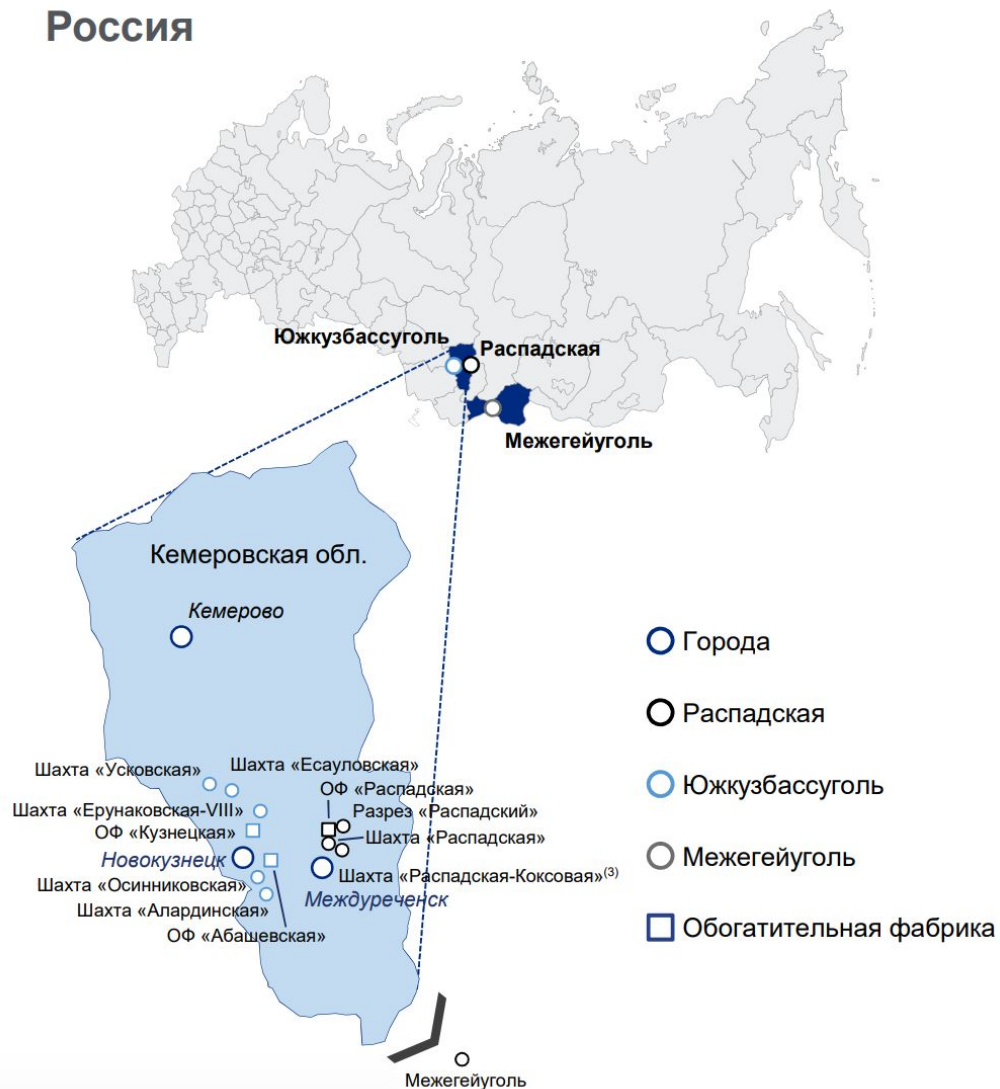 Россия
Южкузбассуголь
Распадская
Межегейуголь
Кемеровская обл.
Кемерово
Города
Распадская
Южкузбассуголь
Межегейуголь
Обогатительная фабрика
Шахта «Усковская»
Шахта «Есауловская»
ОФ «Распадская»
Шахта «Ерунаковская-VIII»
Разрез «Распадский»
ОФ «Кузнецкая»
Шахта «Распадская»
Новокузнецк
Шахта «Распадская-Коксовая»(3)
Шахта «Осинниковская»
Междуреченск
Шахта «Алардинская»
ОФ «Абашевская»
Межегейуголь